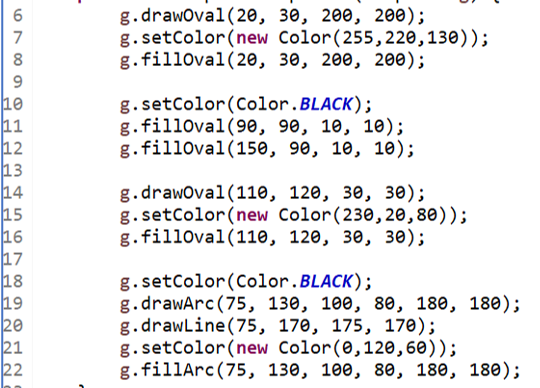 6 g.drawOval(20, 30, 200, 200);
7 g.setColor(new Color(255,220,130));
8 g.fillOval(20, 30, 200, 200);
9
10 g.setColor(Color.BLACK);
11 g.fillOval(90, 90, 10, 10);
12 g.fillOval(150, 90, 10, 10);
13
14 g.drawOval(110, 120, 30, 30);
15 g.setColor(new Color(230,20,80));
16 g.fillOval(110, 120, 30, 30);
17
18 g.setColor(Color.BLACK);
19 g.drawArc(75, 130, 100, 80, 180, 180);
20 g.drawLine(75, 170, 175, 170);
21 g.setColor(new Color(0,120,60));
22 g.fillArc(75, 130, 100, 80, 180, 180);